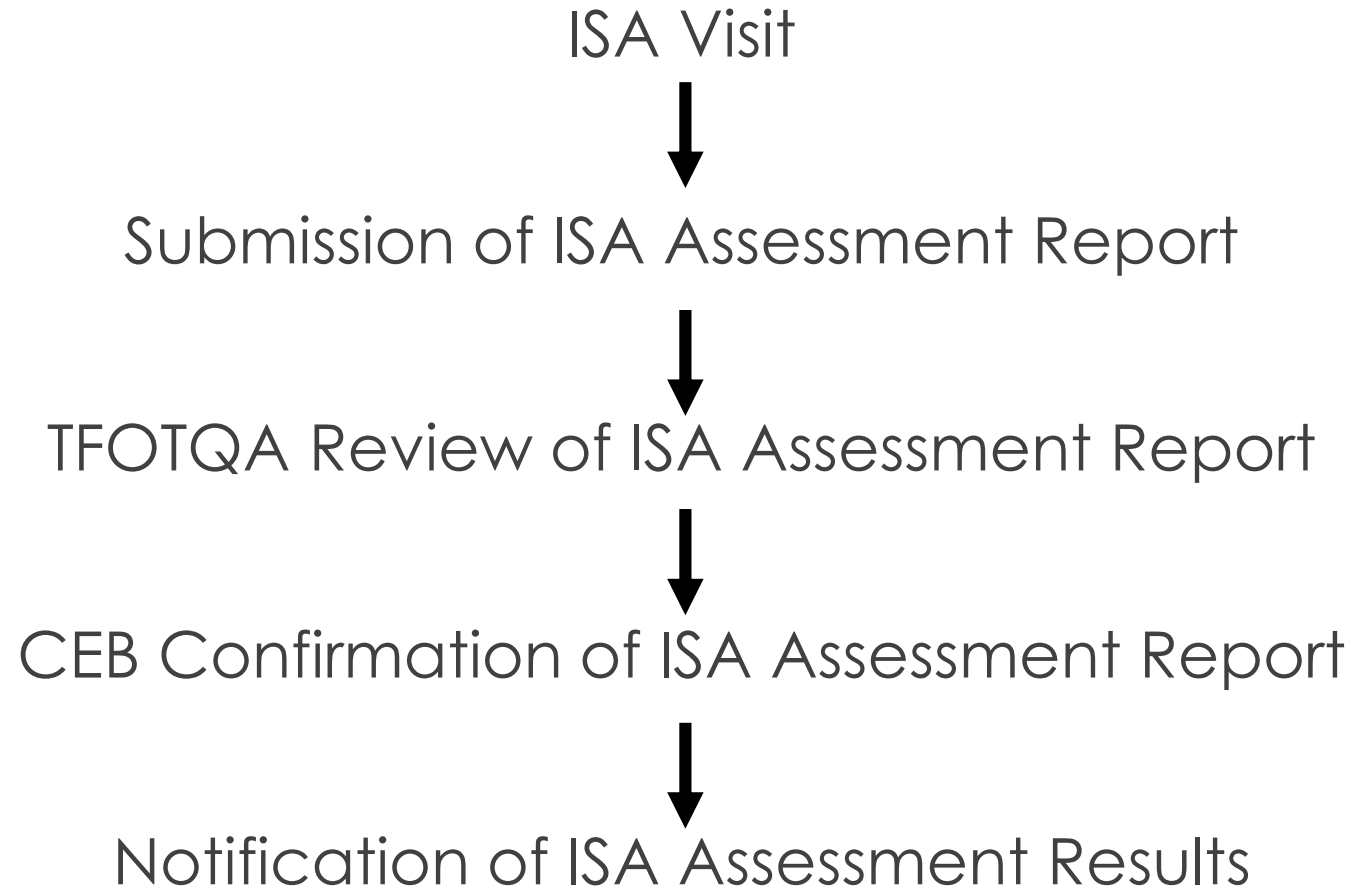 ISA Visit
Submission of ISA Assessment Report
TFOTQA Review of ISA Assessment Report
CEB Confirmation of ISA Assessment Report
Notification of ISA Assessment Results